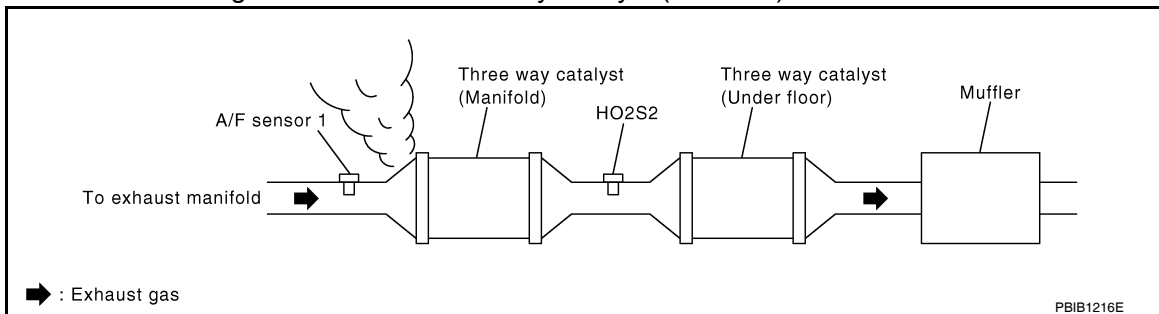 Three way catalyst
(Manifold)
Three way catalyst
(Under floor)
Muffler
HO2S2
A/F sensor 1
To exhaust manifold
: Exhaust gas
PBIB1216E